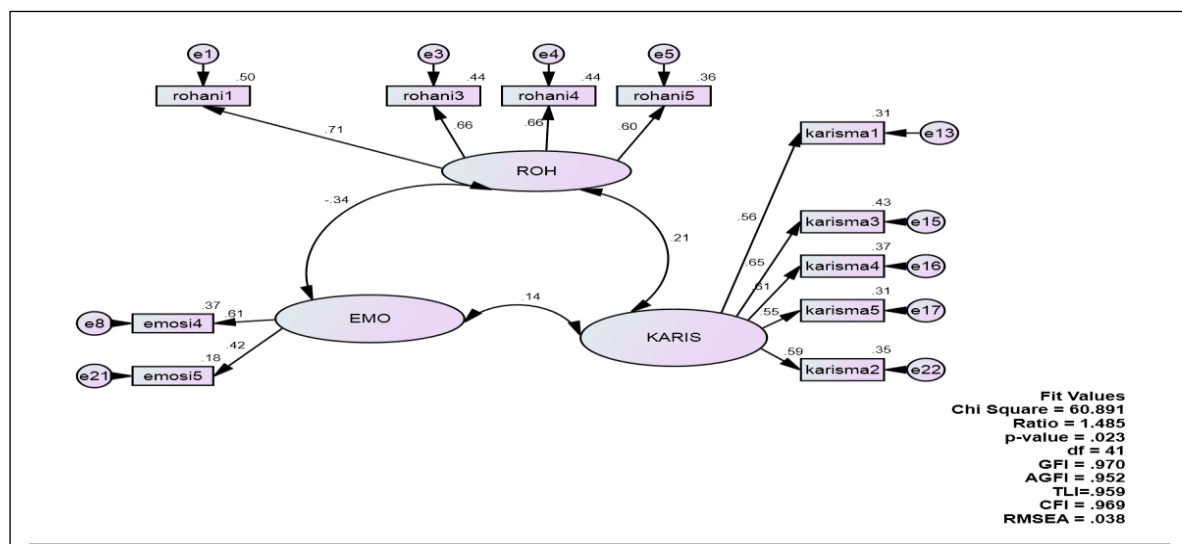 e1
e3
e4
e5
.50
.44
.44
.36
rohani1
rohani3
rohani4
rohani5
.71
.66
.66
.60
ROH
.31
karisma1
e13
.56
.43
karisma3
e15
.65
.37
karisma4
e16
.61
.31
karisma5
e17
.55
.35
karisma2
e22
.59
-.34
.21
.14
EMO
KARIS
.37
e8
emosi4
.61
.18
e21
emosi5
.42
Fit Values
Chi Square = 60.891
Ratio = 1.485
p-value = .023
df = 41
GFI = .970
AGFI = .952
TLI=.959
CFI = .969
RMSEA = .038